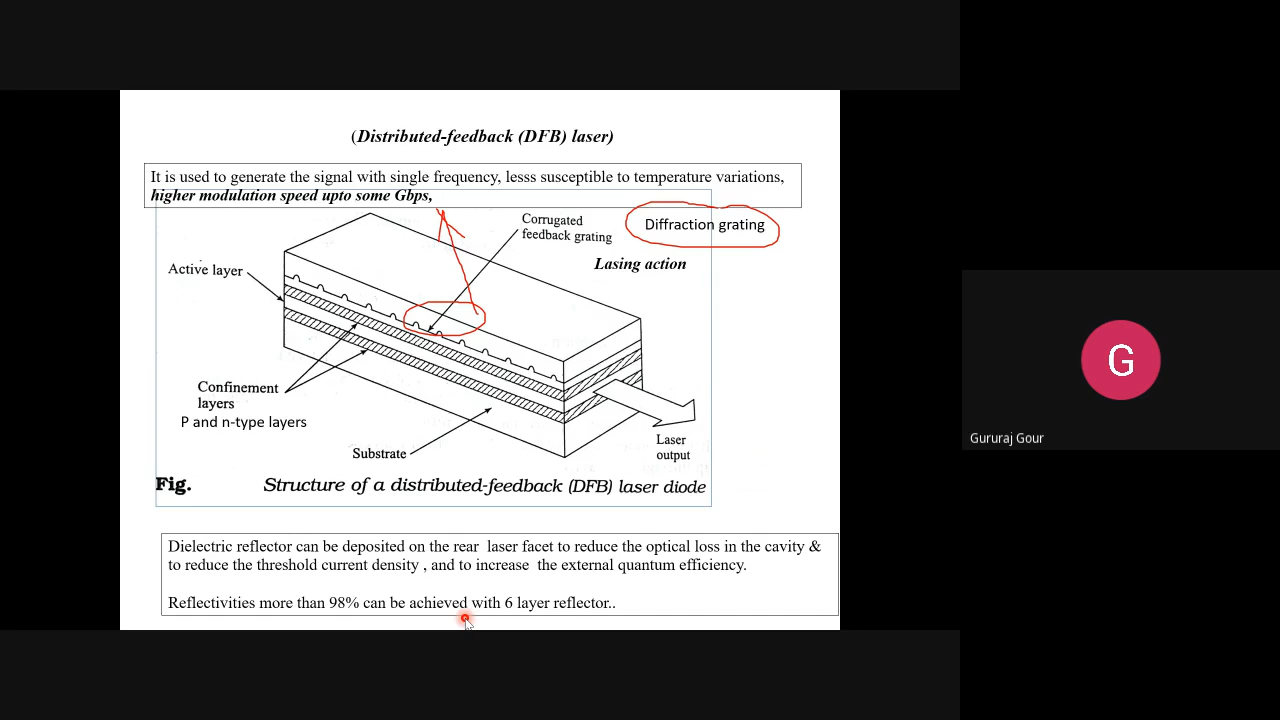 (Distributed-feedback (DFB) laser)
It is used to generate the signal with single frequency, lesss susceptible to temperature variations,
higher modulation speed upto some Gbps,
Corrugated
feedback grating
Diffraction grating
Lasing action
Active layer
Confinement
layers
P and n-type layers
Substrate
Laser
output
Fig. Structure of a distributed-feedback (DFB) laser diode
Dielectric reflector can be deposited on the rear laser facet to reduce the optical loss in the cavity &
to reduce the threshold current density , and to increase the external quantum efficiency.
Reflectivities more than 98% can be achieved with 6 layer reflector..
G
Gururaj Gour